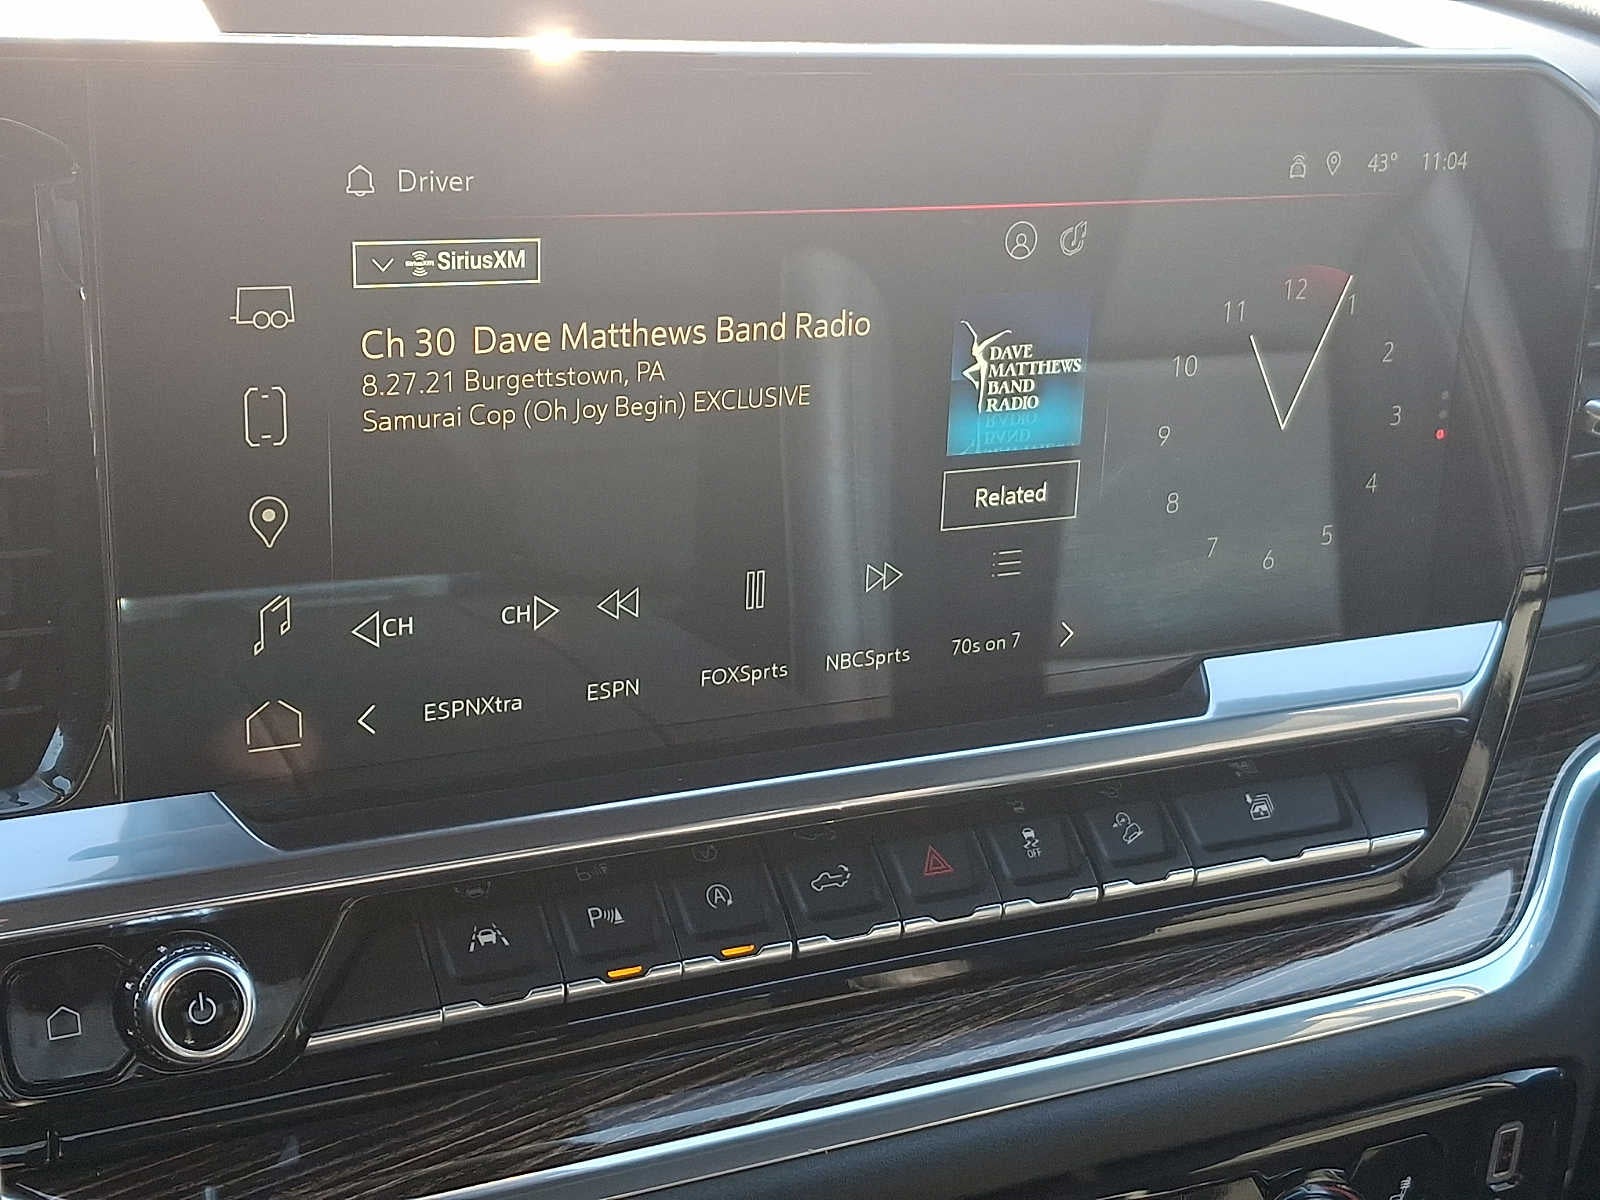 Driver
43° 11:04
SiriusXM
Ch 30 Dave Matthews Band Radio
8.27.21 Burgettstown, PA
Samurai Cop (Oh Joy Begin) EXCLUSIVE
DAVE
MATTHEWS
BAND
RADIO
Related
12
1
2
3
4
5
6
7
8
9
10
11
CH
CH
ESPNXtra
ESPN
FOXSprts
NBCSprts
70s on 7
P
A
OFF